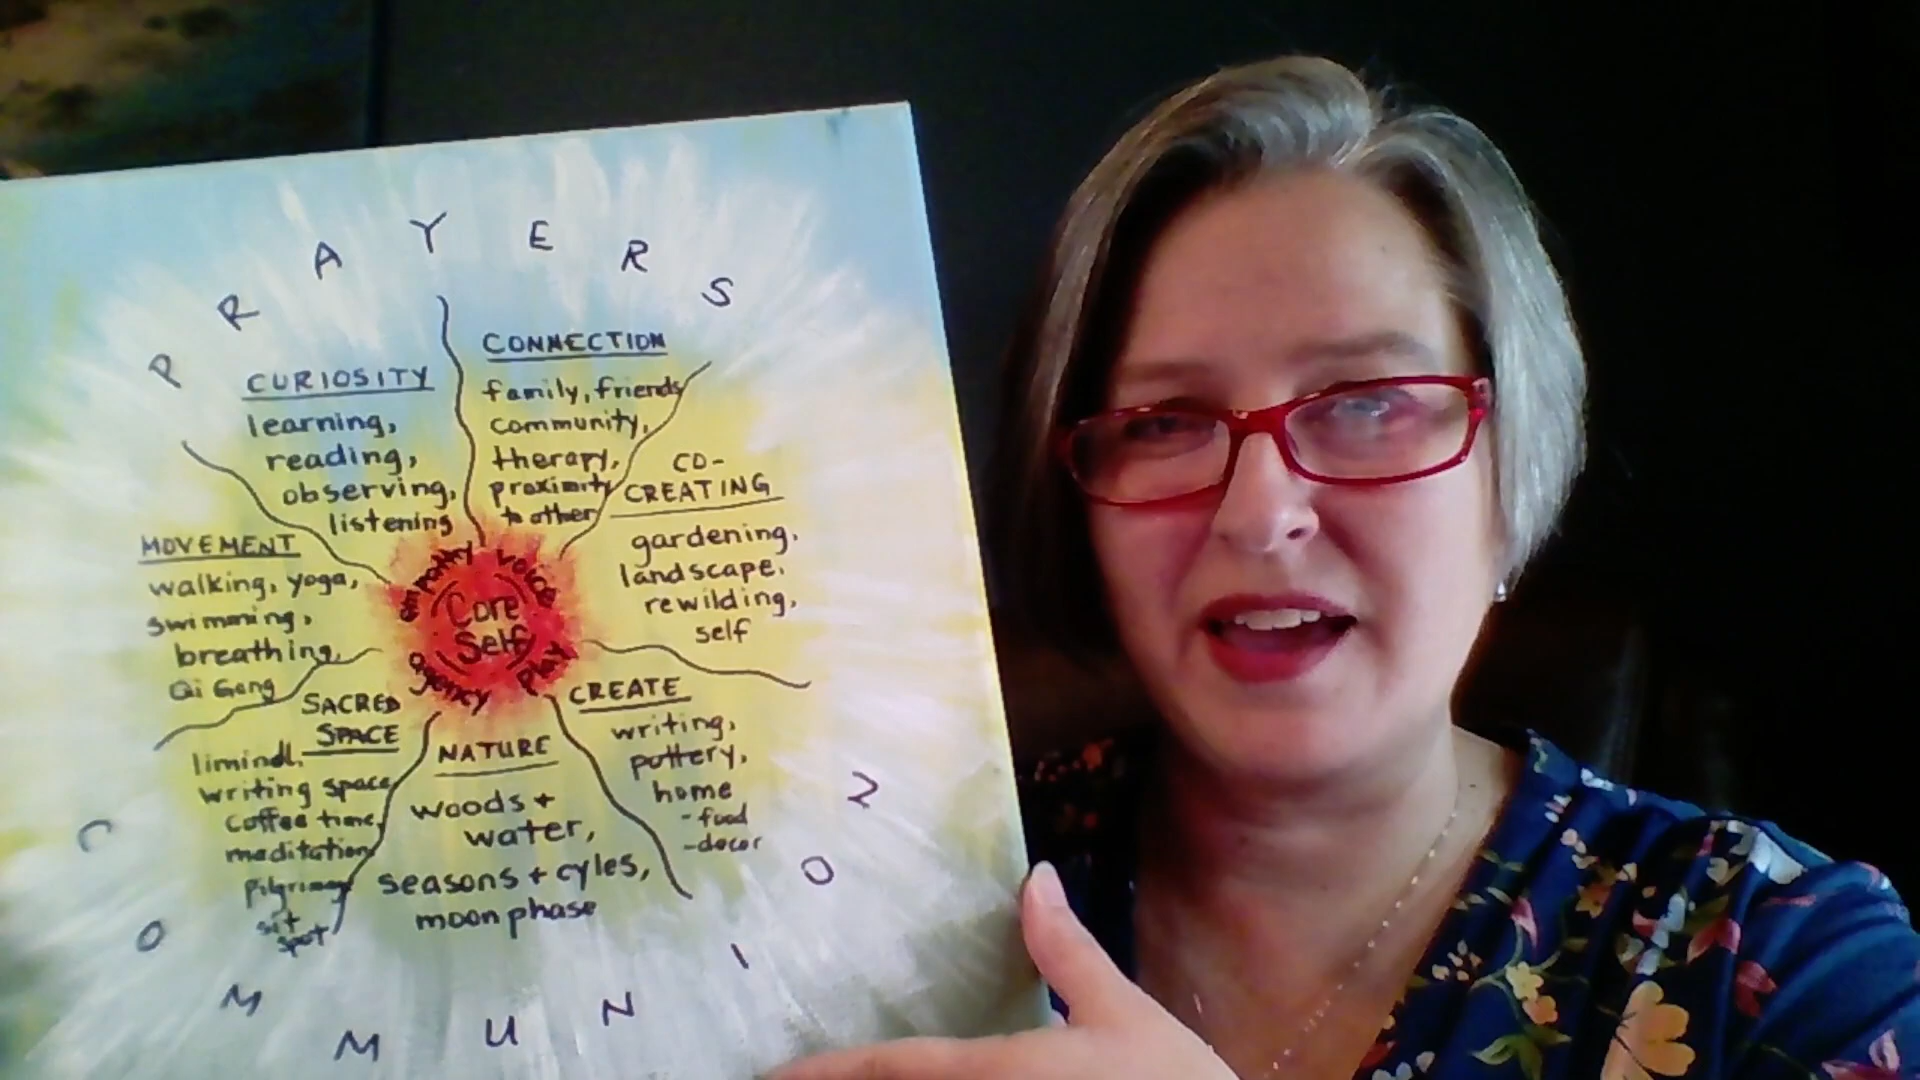 PRAYERS
CURIOSITY
learning,
reading,
observing,
listening
CONNECTION
family, friends
community,
therapy,
proximity
to other
CO-
CREATING
gardening,
landscape,
rewilding,
self
MOVEMENT
walking, yoga,
swimming,
breathing,
Qi Gong
empathy voice
Core
Self
agency play
SACRED
SPACE
liminal,
writing space
coffee time,
meditation
pilgrimage
sit
spot
NATURE
woods +
water,
seasons + cyles,
moon phase
CREATE
writing,
pottery,
home
-food
-decor
COMMUNION